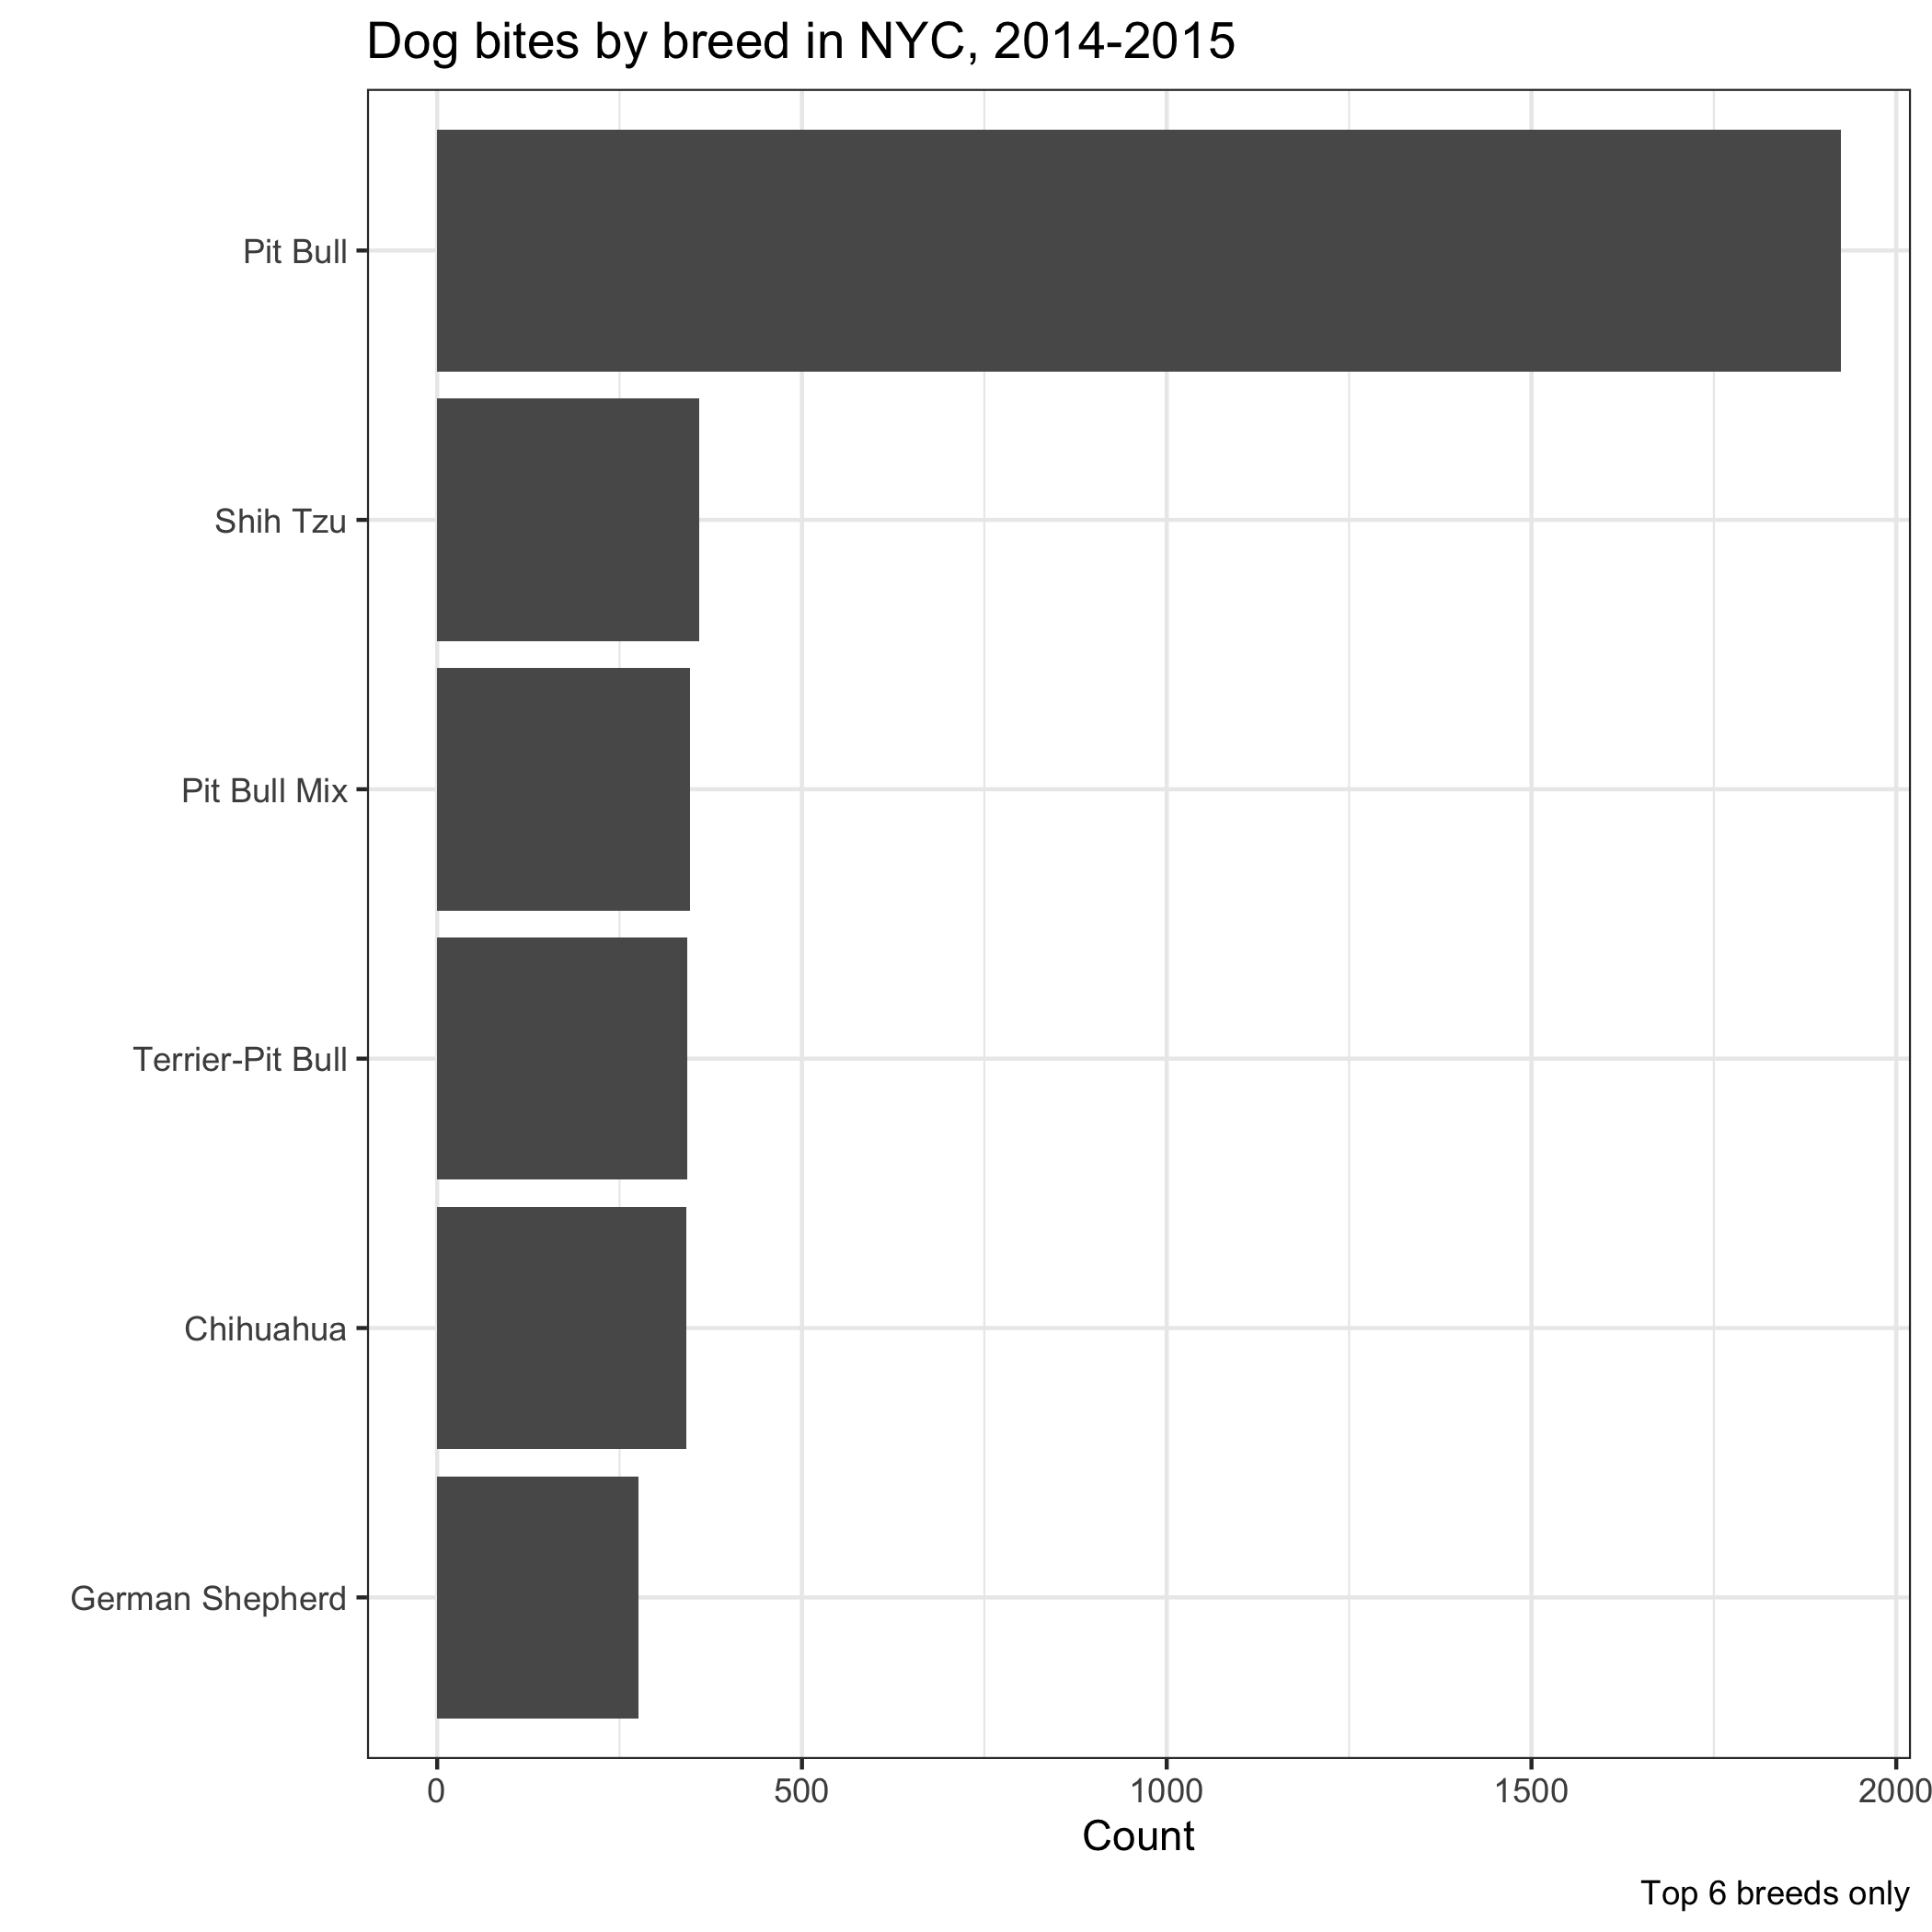 Dog bites by breed in NYC, 2014-2015
Pit Bull
Shih Tzu
Pit Bull Mix
Terrier-Pit Bull
Chihuahua
German Shepherd
0 500 1000 1500 2000
Count
Top 6 breeds only